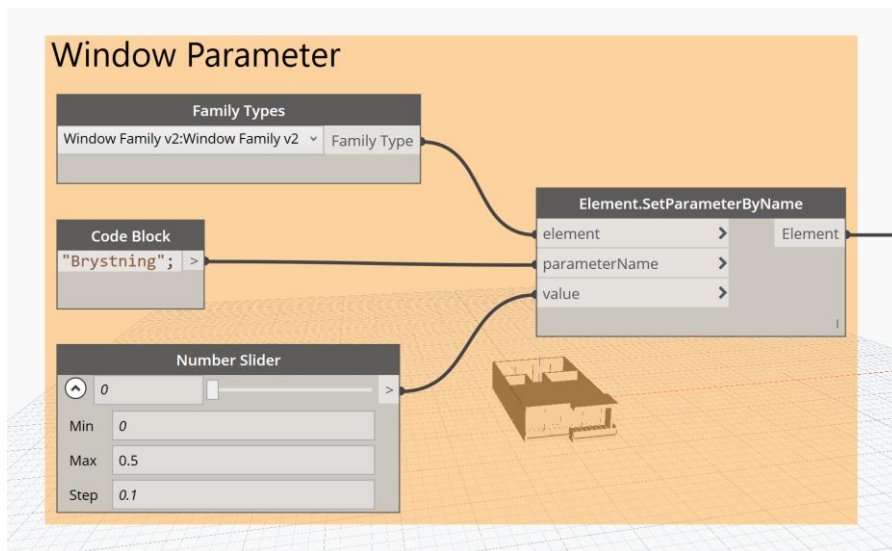 Window Parameter
Family Types
Window Family v2:Window Family v2 Family Type
Code Block
"Brystning"; >
Element.SetParameterByName
element Element
parameterName
value
Number Slider
0 >
Min 0
Max 0.5
Step 0.1